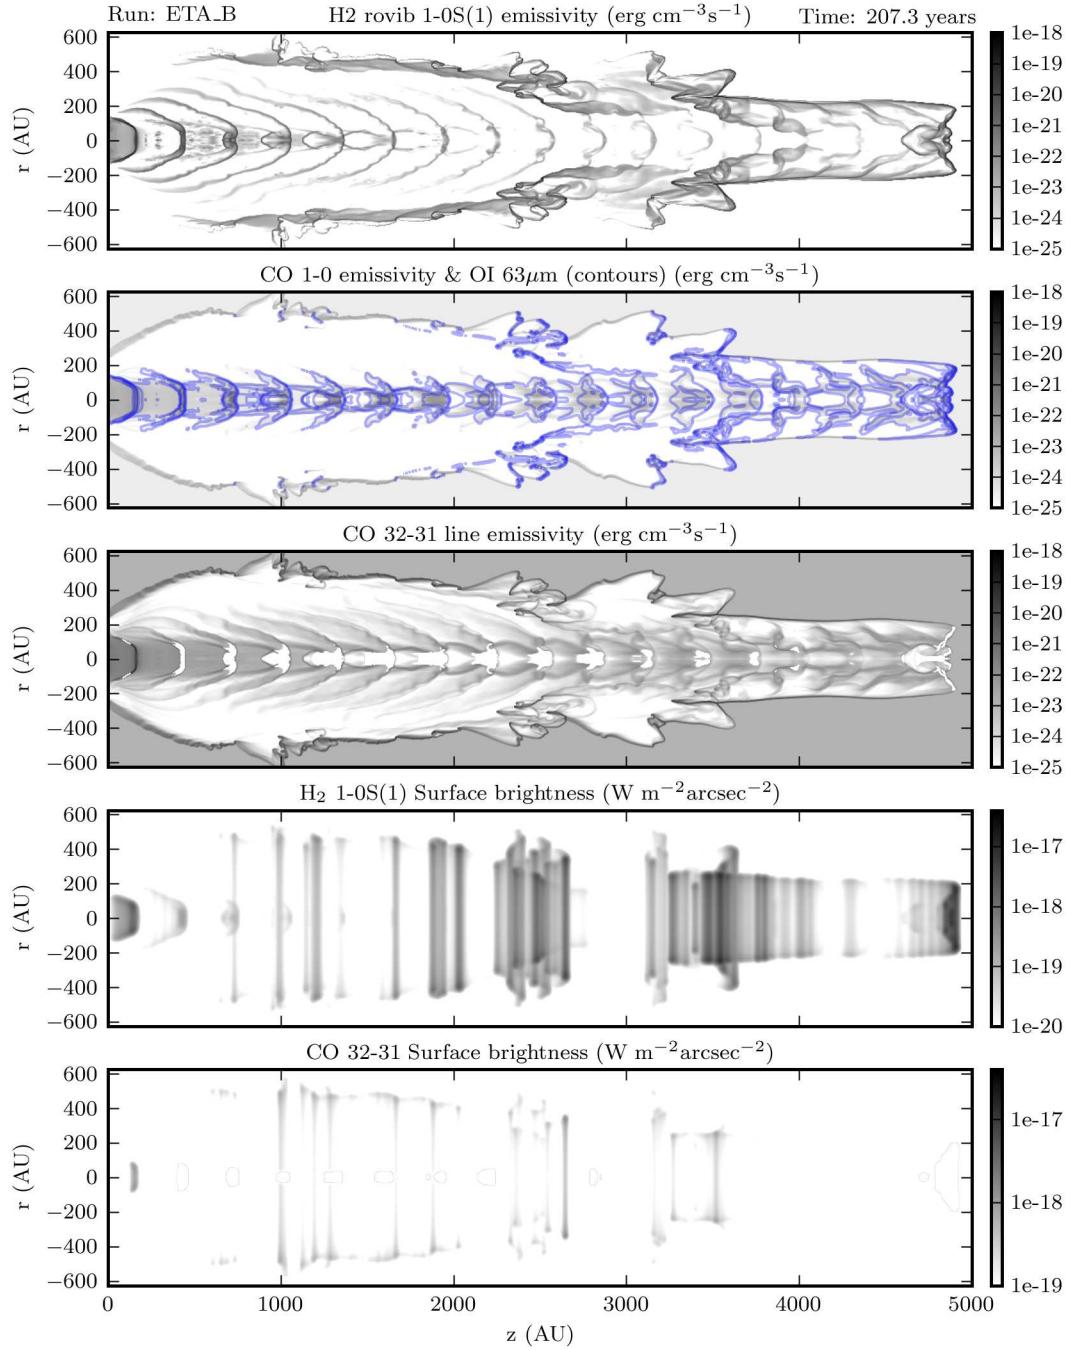 Run: ETA_B H2 rovib 1-0S(1) emissivity (erg cm⁻³s⁻¹) Time: 207.3 years
600
400
200
0
−200
−400
−600
r (AU)
1e-18
1e-19
1e-20
1e-21
1e-22
1e-23
1e-24
1e-25
CO 1-0 emissivity & OI 63μm (contours) (erg cm⁻³s⁻¹)
600
400
200
0
−200
−400
−600
r (AU)
1e-18
1e-19
1e-20
1e-21
1e-22
1e-23
1e-24
1e-25
CO 32-31 line emissivity (erg cm⁻³s⁻¹)
600
400
200
0
−200
−400
−600
r (AU)
1e-18
1e-19
1e-20
1e-21
1e-22
1e-23
1e-24
1e-25
H₂ 1-0S(1) Surface brightness (W m⁻²arcsec⁻²)
600
400
200
0
−200
−400
−600
r (AU)
1e-17
1e-18
1e-19
1e-20
CO 32-31 Surface brightness (W m⁻²arcsec⁻²)
600
400
200
0
−200
−400
−600
r (AU)
1e-17
1e-18
1e-19
0 1000 2000 3000 4000 5000
z (AU)